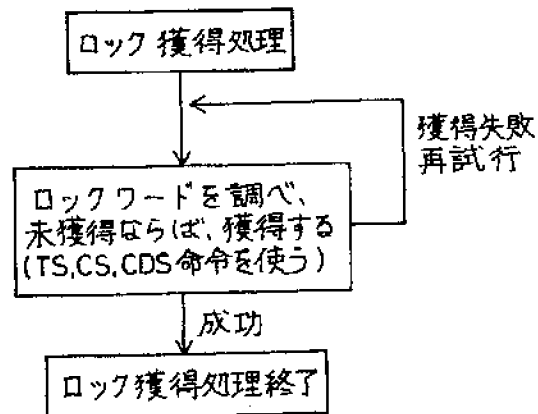 ロック獲得処理
獲得失敗
再試行
ロックワードを調べ、
未獲得ならば、獲得する
(TS,CS,CDS命令を使う)
成功
ロック獲得処理終了